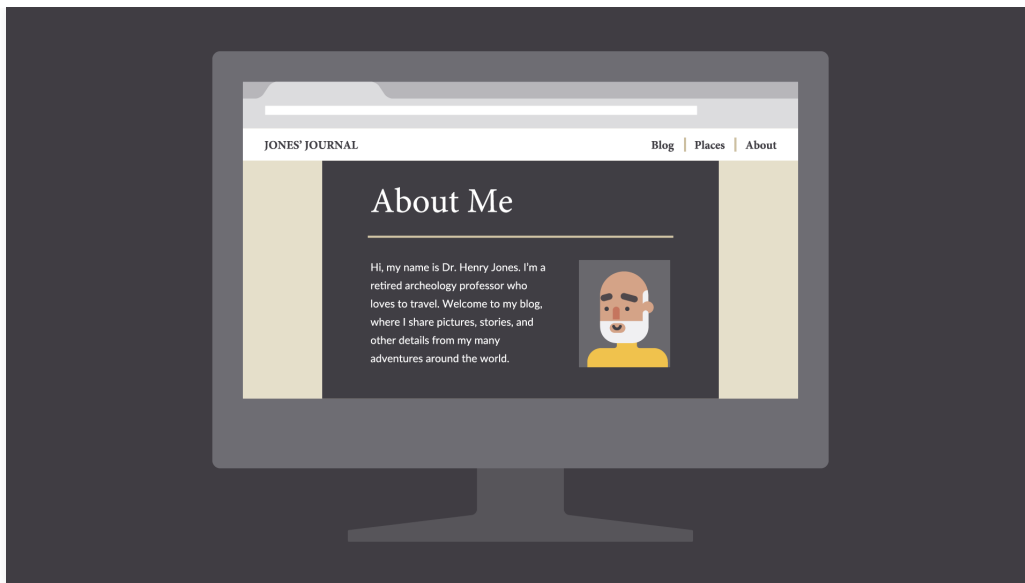 JONES' JOURNAL
Blog Places About
About Me
Hi, my name is Dr. Henry Jones. I'm a
retired archeology professor who
loves to travel. Welcome to my blog,
where I share pictures, stories, and
other details from my many
adventures around the world.